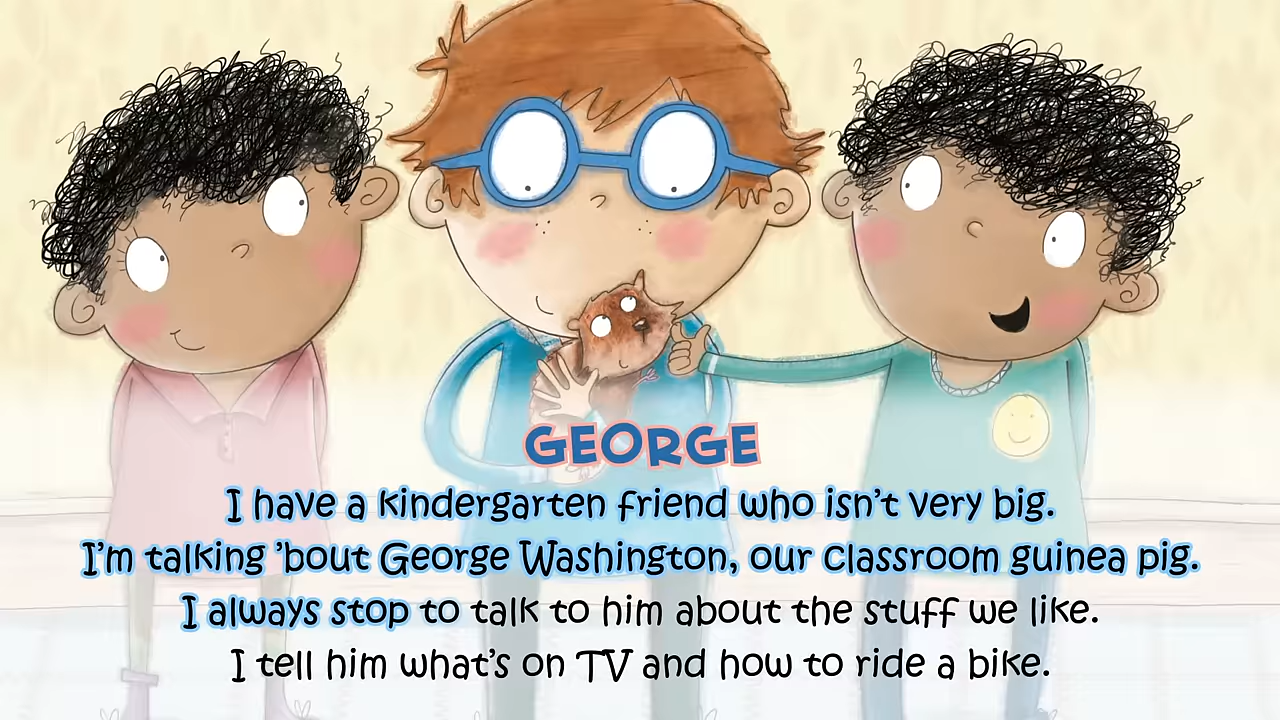 GEORGE
I have a kindergarten friend who isn’t very big.
I’m talking ’bout George Washington, our classroom guinea pig.
I always stop to talk to him about the stuff we like.
I tell him what’s on TV and how to ride a bike.